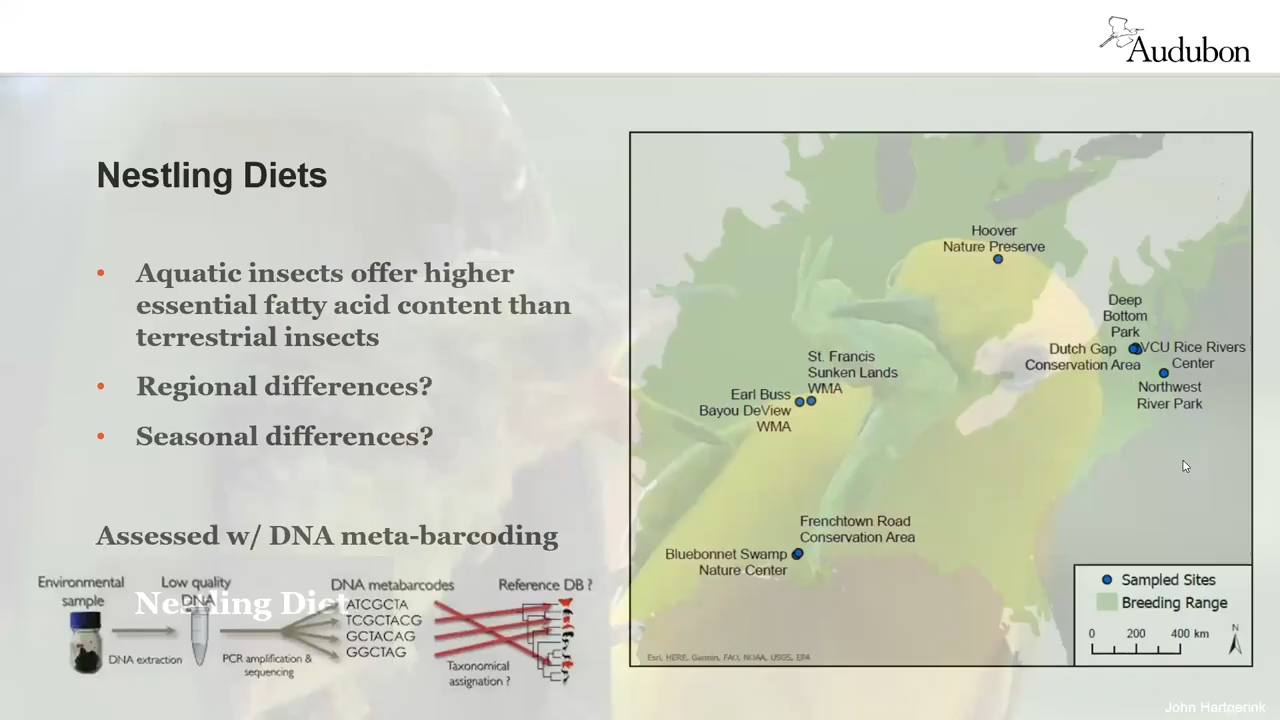 Audubon
Nestling Diets
• Aquatic insects offer higher
essential fatty acid content than
terrestrial insects
• Regional differences?
• Seasonal differences?
Assessed w/ DNA meta-barcoding
Environmental
sample
Low quality
DNA
DNA metabarcodes
Reference DB ?
Nestling Diet
ATCGCTA
TCGCTACG
GCTACAG
GGCTAG
DNA extraction
PCR amplification &
sequencing
Taxonomical
assignation ?
Hoover
Nature Preserve
Deep
Bottom
Park
Dutch Gap
Conservation Area
VCU Rice Rivers
Center
Northwest
River Park
St. Francis
Sunken Lands
WMA
Earl Buss
Bayou DeView
WMA
Frenchtown Road
Conservation Area
Bluebonnet Swamp
Nature Center
Sampled Sites
Breeding Range
0 200 400 km
N
Esri, HERE, Garmin, FAO, NOAA, USGS, EPA
John Hartgerink